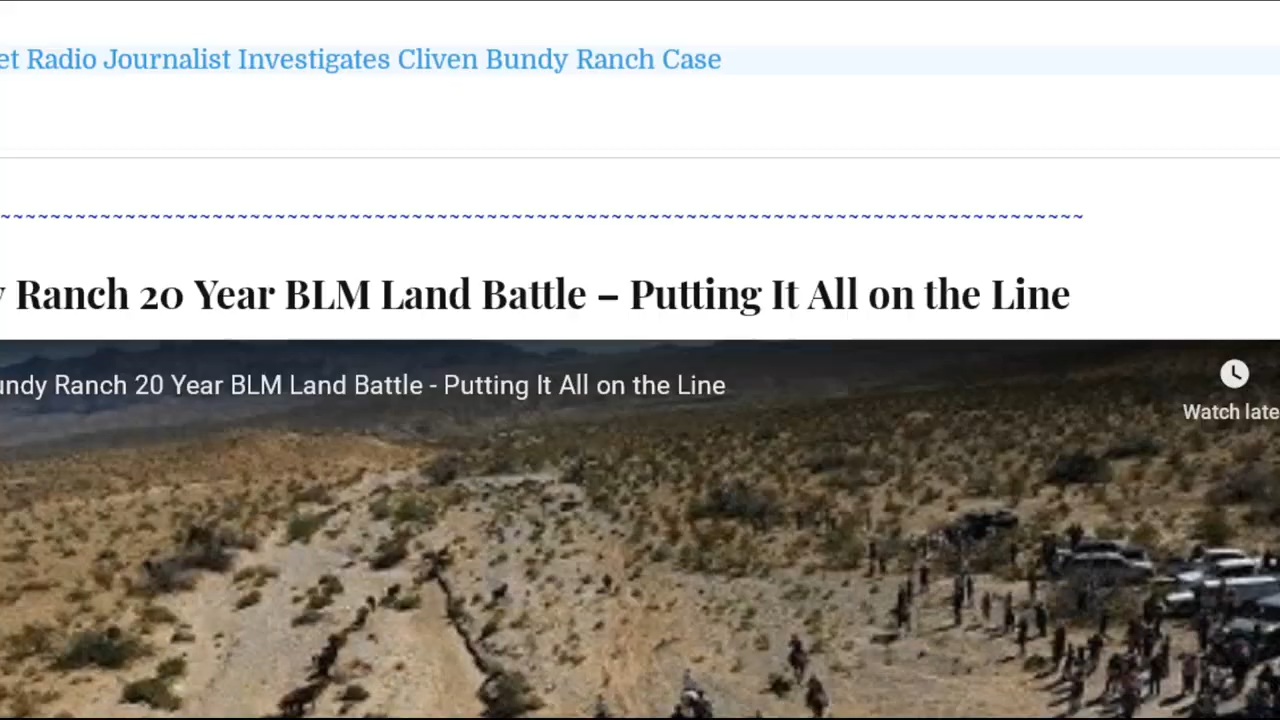 et Radio Journalist Investigates Cliven Bundy Ranch Case
~~~~~~~~~~~~~~~~~~~~~~~~~~~~~~~~~~~~~~~~~~~~~~~~~~~~~~~~~~~~~~~~~~~~~~~~~~~~~~~~~~~~~~~
y Ranch 20 Year BLM Land Battle – Putting It All on the Line
undy Ranch 20 Year BLM Land Battle - Putting It All on the Line
Watch late